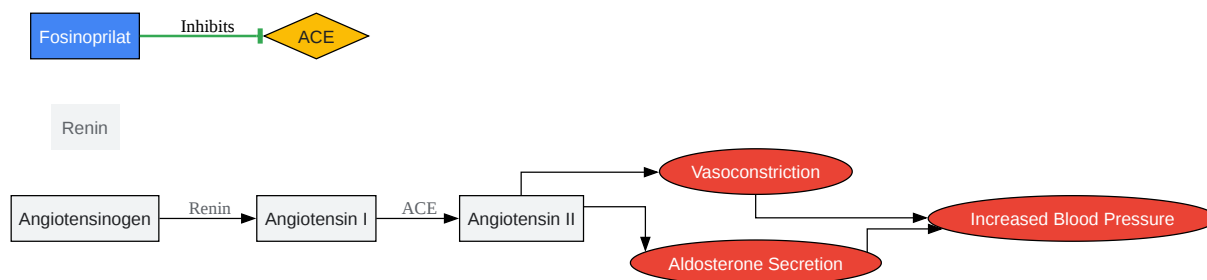 Fosinoprilat
Inhibits
ACE
Renin
Angiotensinogen
Renin
Angiotensin I
ACE
Angiotensin II
Vasoconstriction
Aldosterone Secretion
Increased Blood Pressure